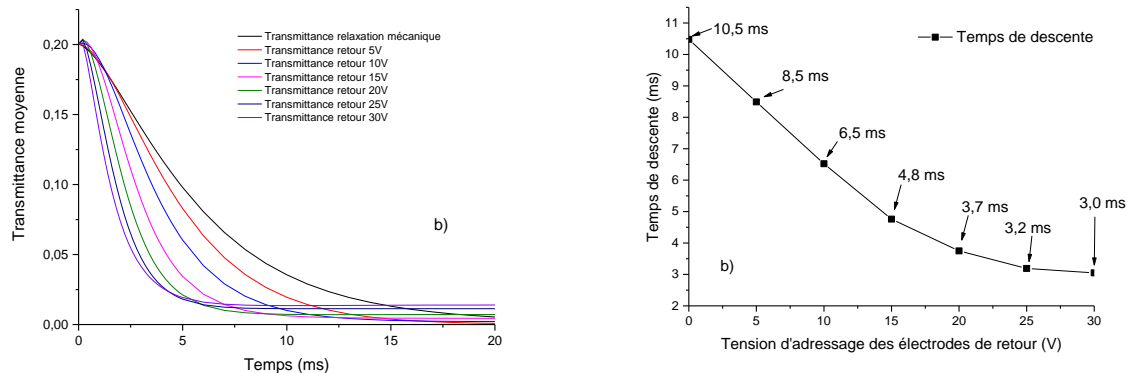 Transmittance moyenne
0,20
0,15
0,10
0,05
0,00
0
5
10
15
20
Temps (ms)
Transmittance relaxation mécanique
Transmittance retour 5V
Transmittance retour 10V
Transmittance retour 15V
Transmittance retour 20V
Transmittance retour 25V
Transmittance retour 30V
b)
Temps de descente (ms)
11
10
9
8
7
6
5
4
3
2
0
5
10
15
20
25
30
Tension d'adressage des électrodes de retour (V)
Temps de descente
10,5 ms
8,5 ms
6,5 ms
4,8 ms
3,7 ms
3,2 ms
3,0 ms
b)